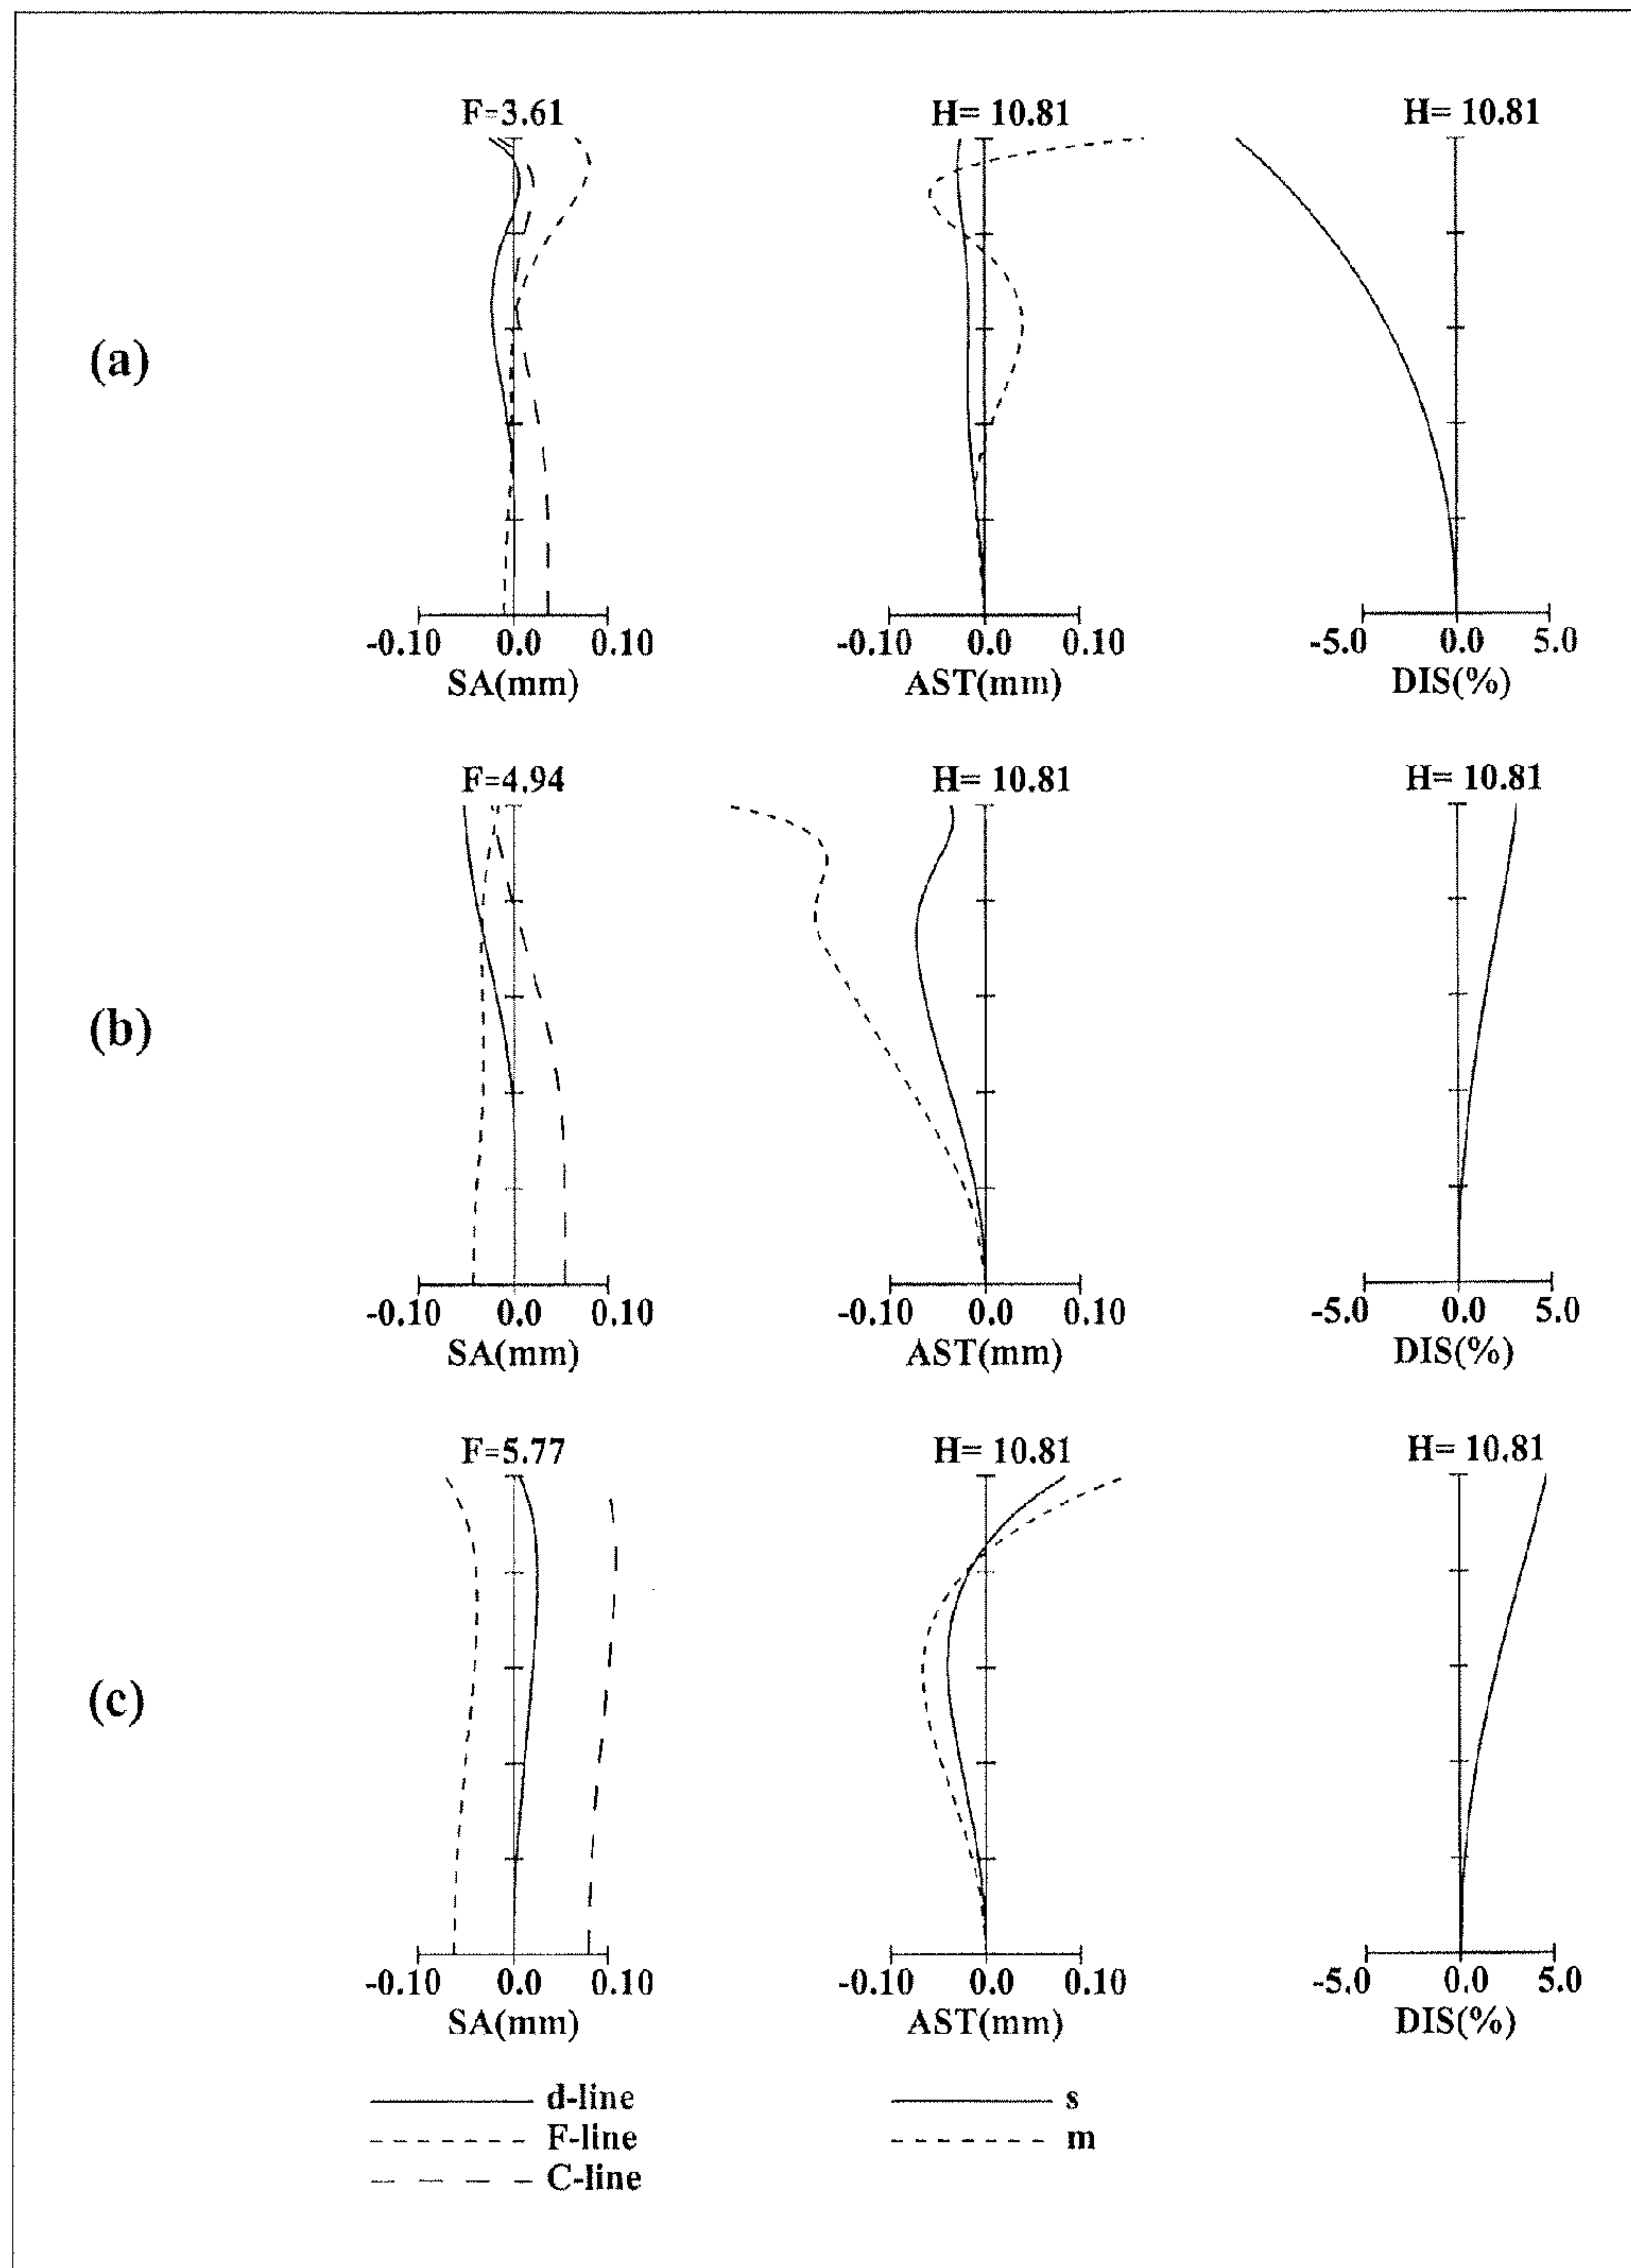 F=3.61 H= 10.81 H= 10.81
(a)
-0.10 0.0 0.10 -0.10 0.0 0.10 -5.0 0.0 5.0
SA(mm) AST(mm) DIS(%)
F=4.94 H= 10.81 H= 10.81
(b)
-0.10 0.0 0.10 -0.10 0.0 0.10 -5.0 0.0 5.0
SA(mm) AST(mm) DIS(%)
F=5.77 H= 10.81 H= 10.81
(c)
-0.10 0.0 0.10 -0.10 0.0 0.10 -5.0 0.0 5.0
SA(mm) AST(mm) DIS(%)
d-line s
F-line m
C-line